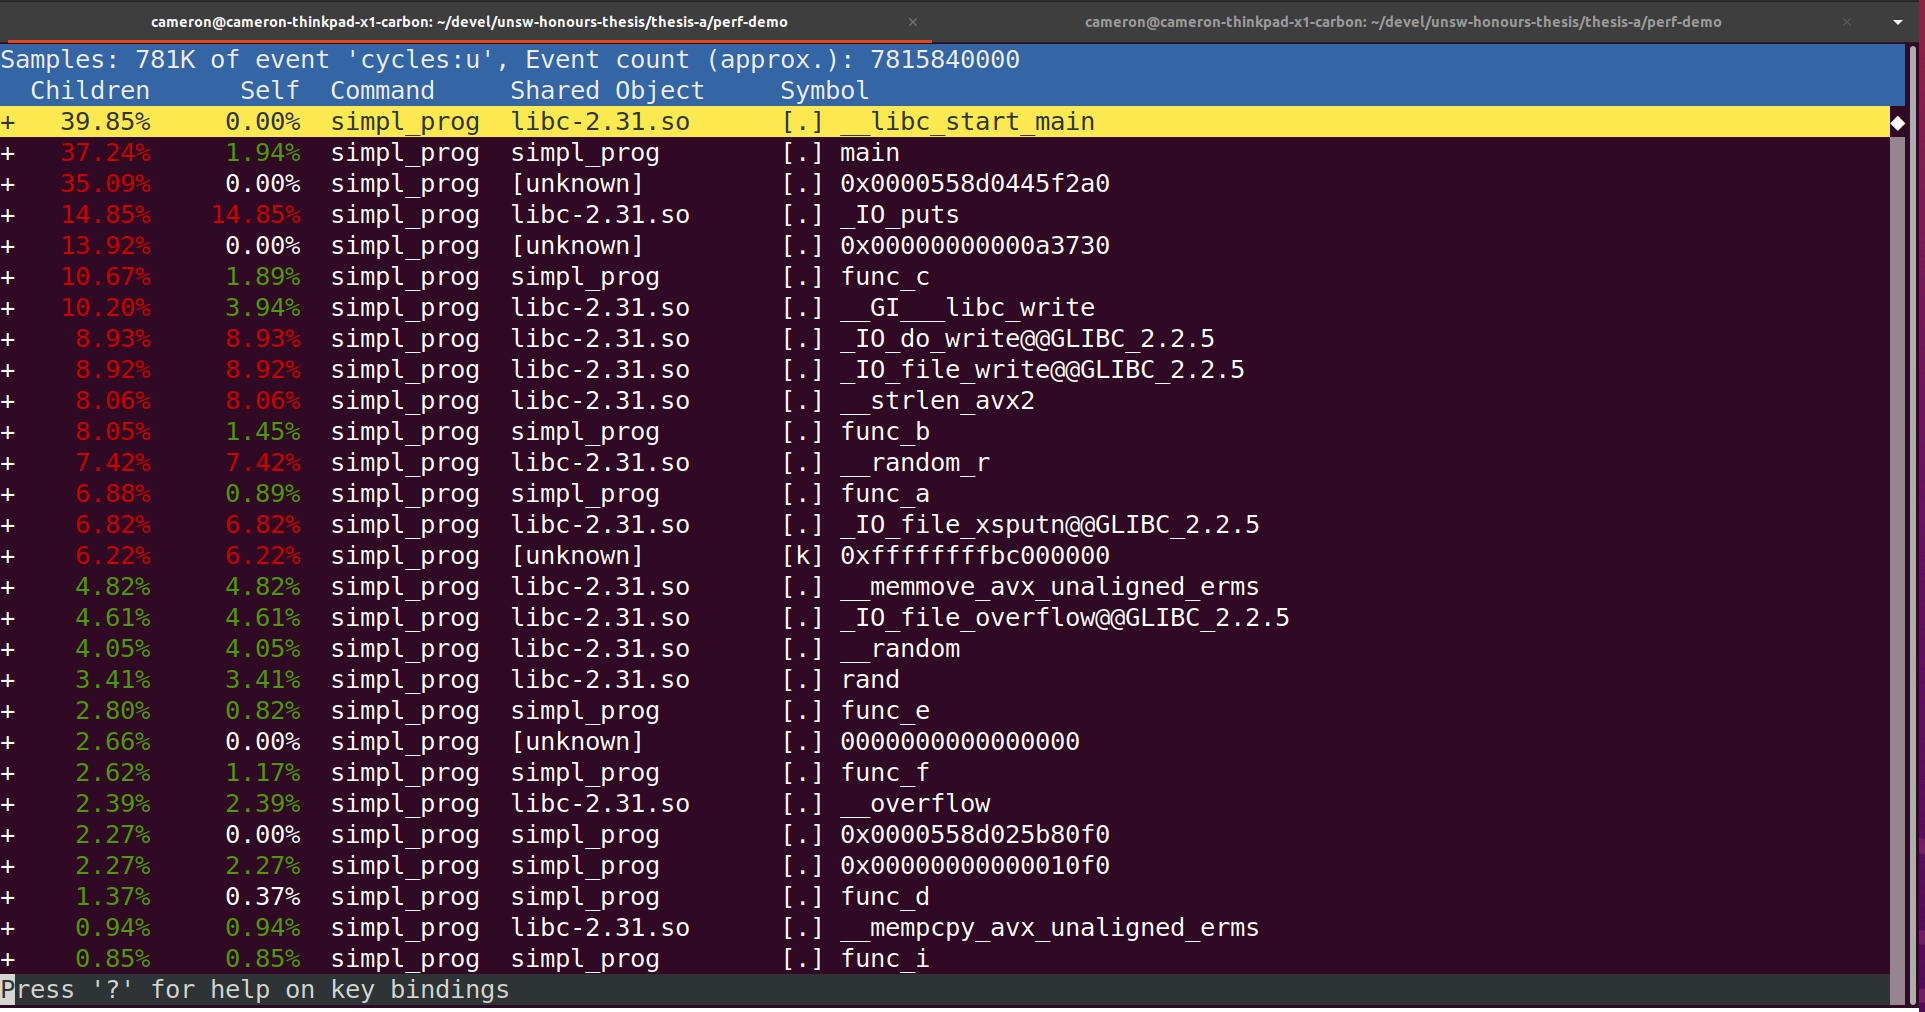 cameron@cameron-thinkpad-x1-carbon: ~/devel/unsw-honours-thesis/thesis-a/perf-demo × cameron@cameron-thinkpad-x1-carbon: ~/devel/unsw-honours-thesis/thesis-a/perf-demo ×
Samples: 781K of event 'cycles:u', Event count (approx.): 7815840000
Children Self Command Shared Object Symbol
+ 39.85% 0.00% simpl_prog libc-2.31.so [.] __libc_start_main
+ 37.24% 1.94% simpl_prog simpl_prog [.] main
+ 35.09% 0.00% simpl_prog [unknown] [.] 0x0000558d0445f2a0
+ 14.85% 14.85% simpl_prog libc-2.31.so [.] _IO_puts
+ 13.92% 0.00% simpl_prog [unknown] [.] 0x00000000000a3730
+ 10.67% 1.89% simpl_prog simpl_prog [.] func_c
+ 10.20% 3.94% simpl_prog libc-2.31.so [.] __GI___libc_write
+ 8.93% 8.93% simpl_prog libc-2.31.so [.] _IO_do_write@@GLIBC_2.2.5
+ 8.92% 8.92% simpl_prog libc-2.31.so [.] _IO_file_write@@GLIBC_2.2.5
+ 8.06% 8.06% simpl_prog libc-2.31.so [.] __strlen_avx2
+ 8.05% 1.45% simpl_prog simpl_prog [.] func_b
+ 7.42% 7.42% simpl_prog libc-2.31.so [.] __random_r
+ 6.88% 0.89% simpl_prog simpl_prog [.] func_a
+ 6.82% 6.82% simpl_prog libc-2.31.so [.] _IO_file_xsputn@@GLIBC_2.2.5
+ 6.22% 6.22% simpl_prog [unknown] [k] 0xffffffffbc000000
+ 4.82% 4.82% simpl_prog libc-2.31.so [.] __memmove_avx_unaligned_erms
+ 4.61% 4.61% simpl_prog libc-2.31.so [.] _IO_file_overflow@@GLIBC_2.2.5
+ 4.05% 4.05% simpl_prog libc-2.31.so [.] __random
+ 3.41% 3.41% simpl_prog libc-2.31.so [.] rand
+ 2.80% 0.82% simpl_prog simpl_prog [.] func_e
+ 2.66% 0.00% simpl_prog [unknown] [.] 0000000000000000
+ 2.62% 1.17% simpl_prog simpl_prog [.] func_f
+ 2.39% 2.39% simpl_prog libc-2.31.so [.] __overflow
+ 2.27% 0.00% simpl_prog simpl_prog [.] 0x0000558d025b80f0
+ 2.27% 2.27% simpl_prog simpl_prog [.] 0x00000000000010f0
+ 1.37% 0.37% simpl_prog simpl_prog [.] func_d
+ 0.94% 0.94% simpl_prog libc-2.31.so [.] __mempcpy_avx_unaligned_erms
+ 0.85% 0.85% simpl_prog simpl_prog [.] func_i
Press '?' for help on key bindings